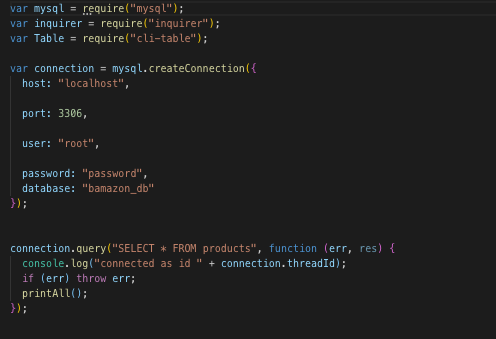 var mysql = require("mysql");
var inquirer = require("inquirer");
var Table = require("cli-table");
var connection = mysql.createConnection({
host: "localhost",
port: 3306,
user: "root",
password: "password",
database: "bamazon_db"
});
connection.query("SELECT * FROM products", function (err, res) {
console.log("connected as id " + connection.threadId);
if (err) throw err;
printAll();
});